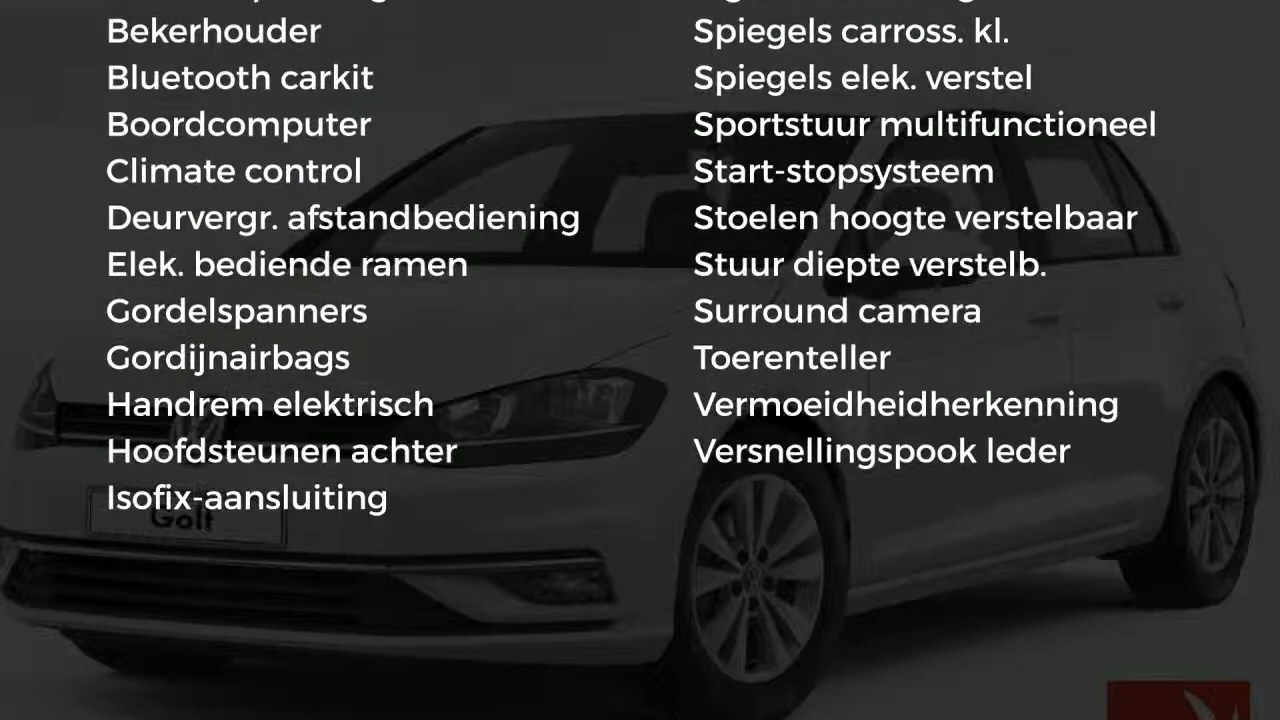 Bekerhouder
Bluetooth carkit
Boordcomputer
Climate control
Deurvergr. afstandbediening
Elek. bediende ramen
Gordelspanners
Gordijnairbags
Handrem elektrisch
Hoofdsteunen achter
Isofix-aansluiting
Spiegels carross. kl.
Spiegels elek. verstel
Sportstuur multifunctioneel
Start-stopsysteem
Stoelen hoogte verstelbaar
Stuur diepte verstelb.
Surround camera
Toerenteller
Vermoeidheidherkenning
Versnellingspook leder
Golf